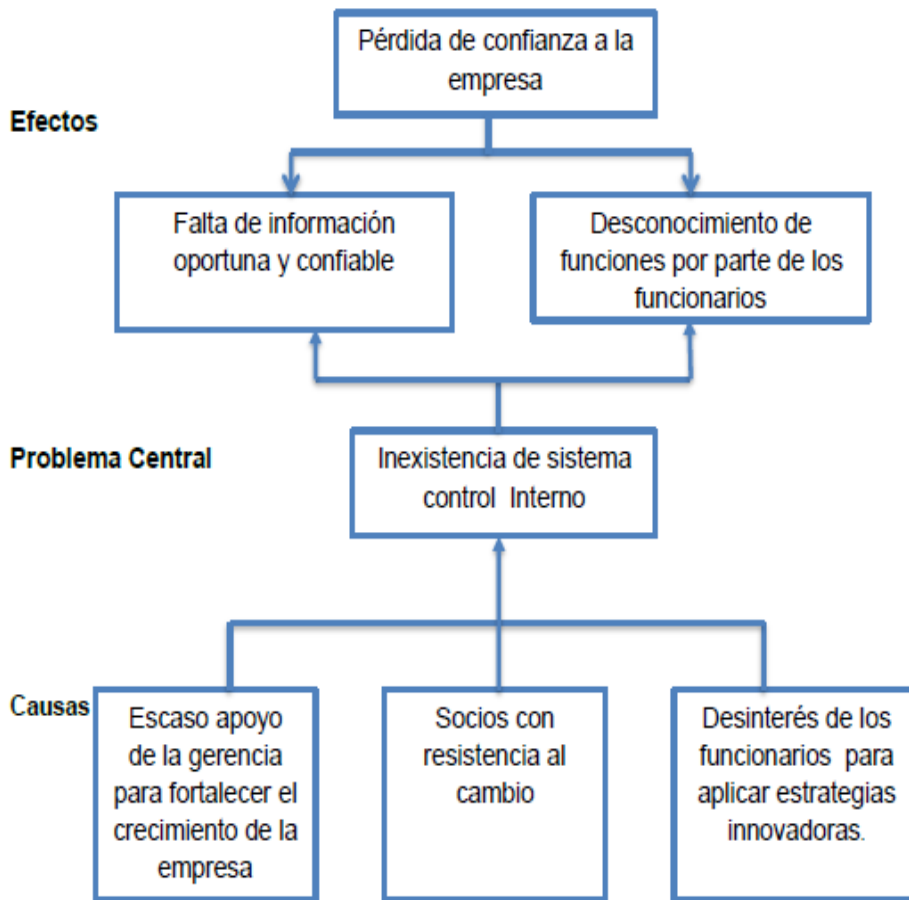 Pérdida de confianza a la
empresa
Efectos
Falta de información
oportuna y confiable
Desconocimiento de
funciones por parte de los
funcionarios
Problema Central
Inexistencia de sistema
control Interno
Causas
Escaso apoyo
de la gerencia
para fortalecer el
crecimiento de la
empresa
Socios con
resistencia al
cambio
Desinterés de los
funcionarios para
aplicar estrategias
innovadoras.